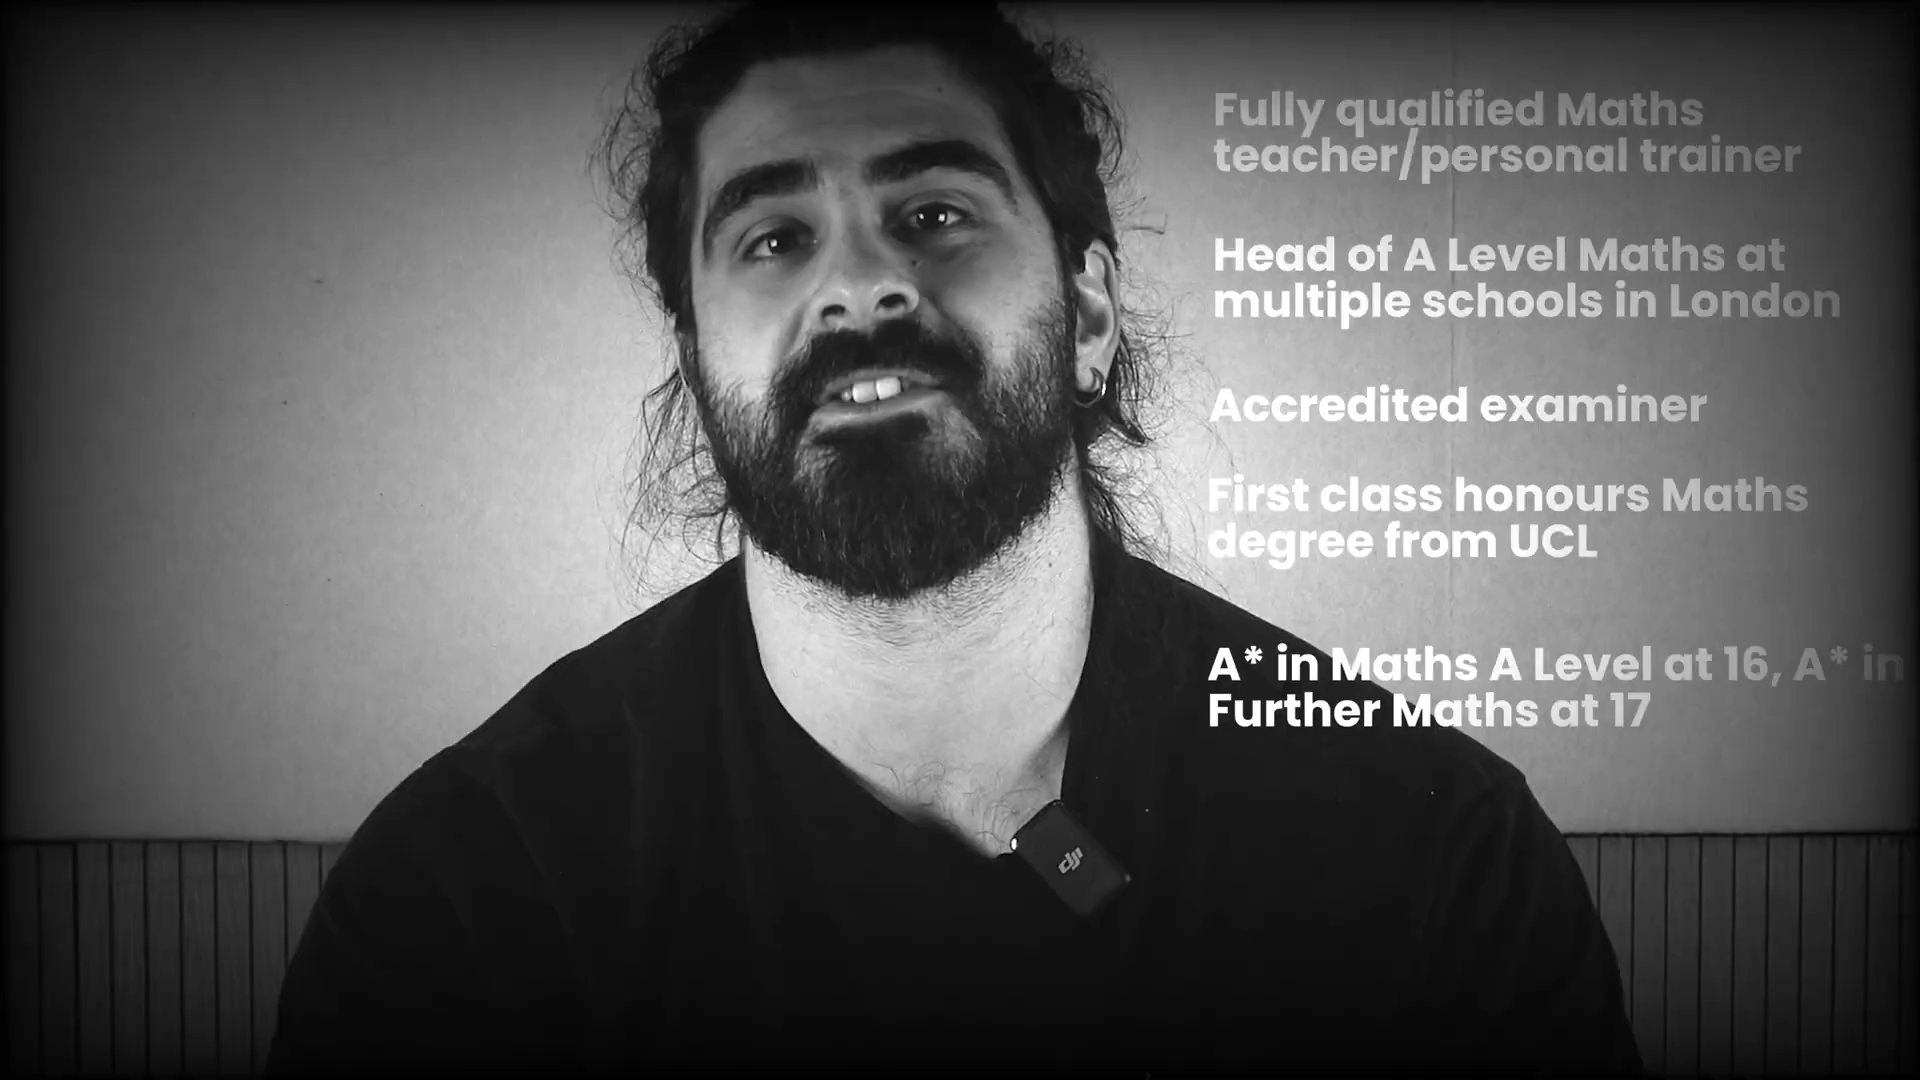 Fully qualified Maths
teacher/personal trainer
Head of A Level Maths at
multiple schools in London
Accredited examiner
First class honours Maths
degree from UCL
A* in Maths A Level at 16, A* in
Further Maths at 17
dji